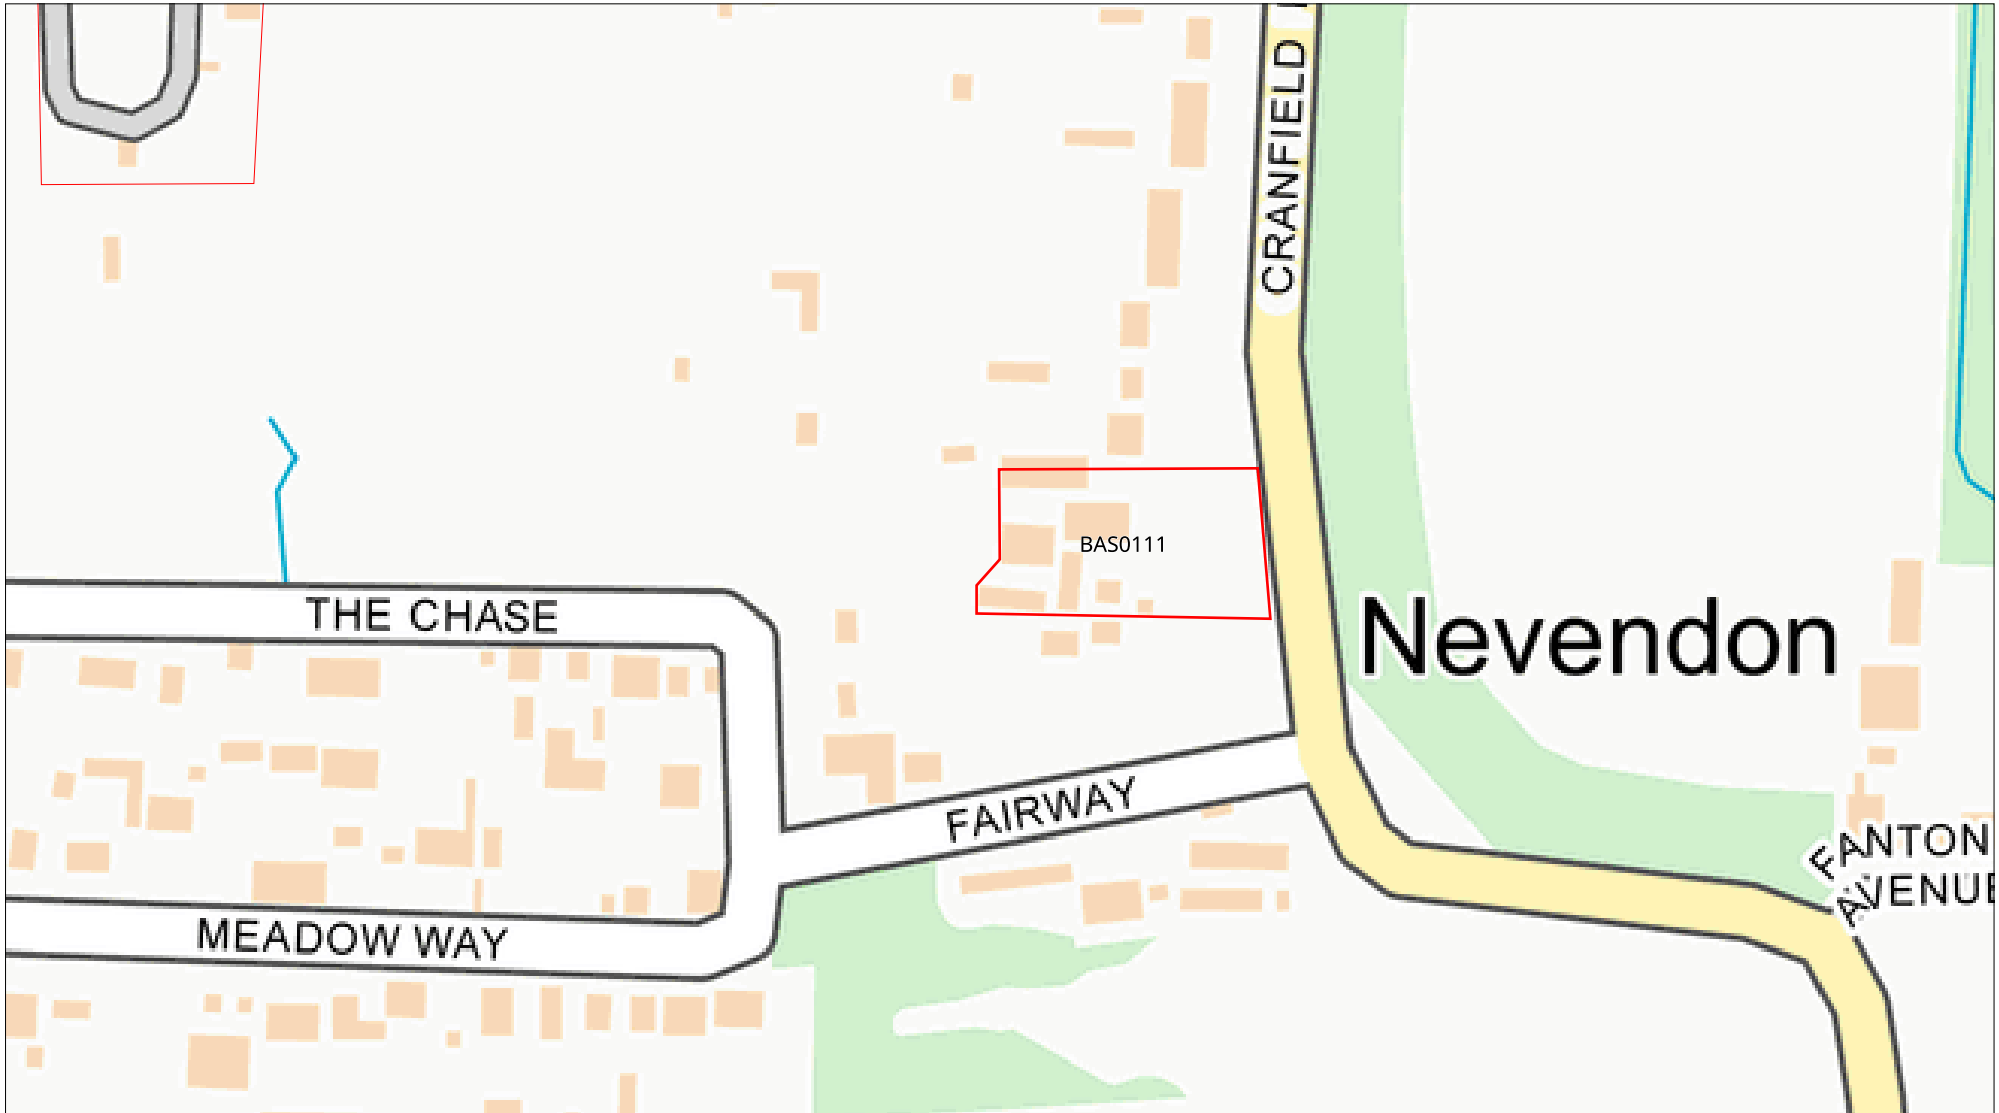 CRANFIELD
BAS0111
THE CHASE
Nevendon
FAIRWAY
FANTON
AVENUE
MEADOW WAY